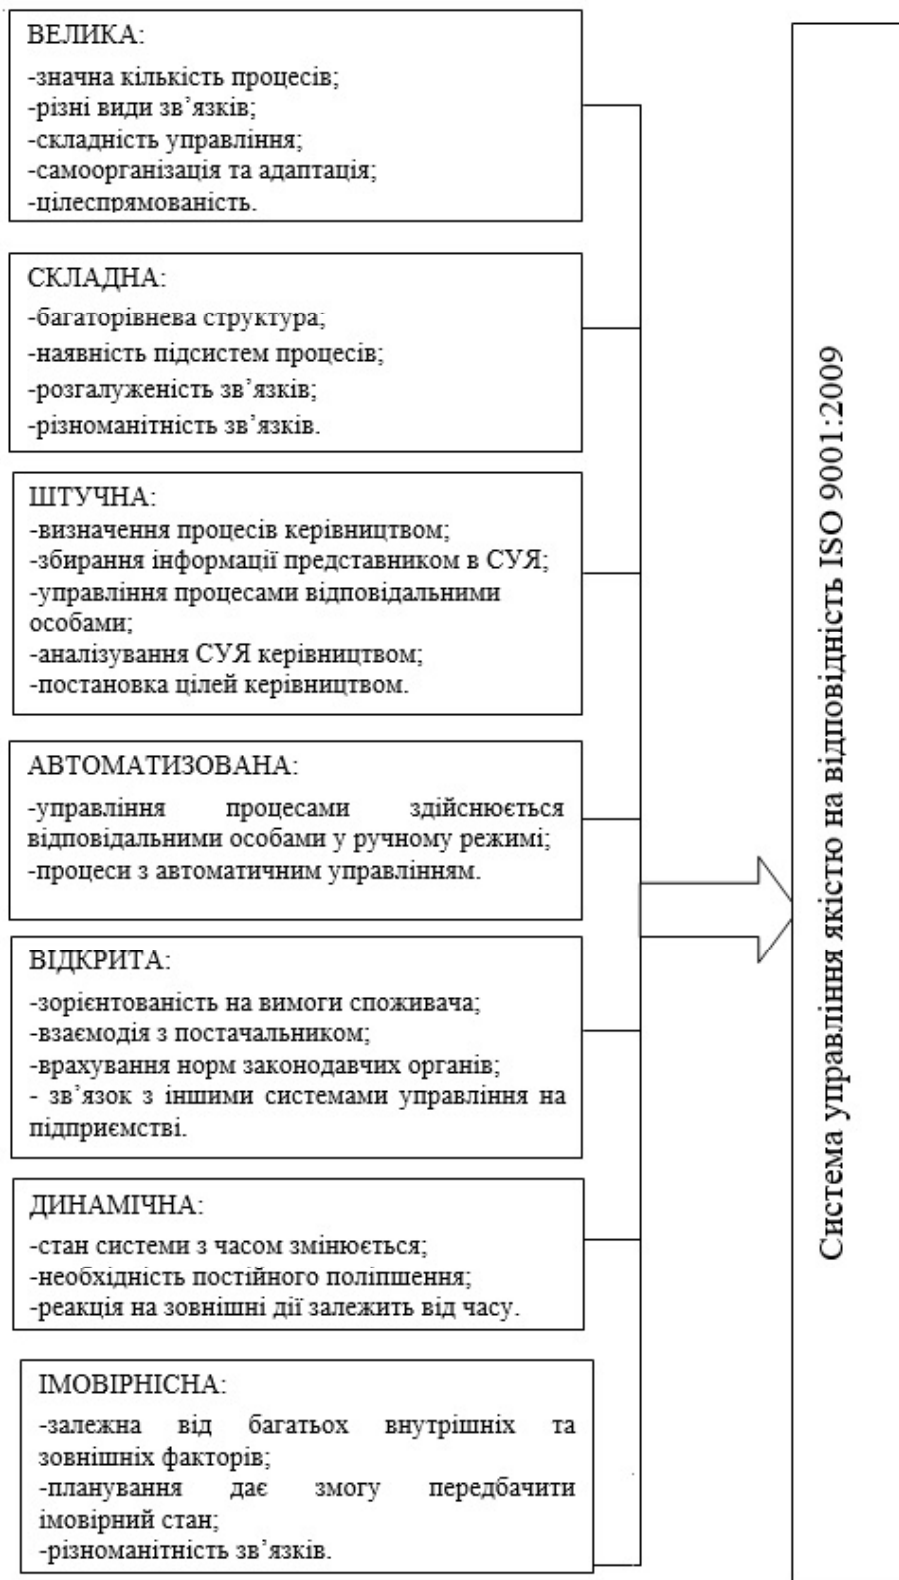 ВЕЛИКА:
-значна кількість процесів;
-різні види зв’язків;
-складність управління;
-самоорганізація та адаптація;
-цілеспрямованість.
СКЛАДНА:
-багаторівнева структура;
-наявність підсистем процесів;
-розгалуженість зв’язків;
-різноманітність зв’язків.
ШТУЧНА:
-визначення процесів керівництвом;
-збирання інформації представником в СУЯ;
-управління процесами відповідальними
особами;
-аналізування СУЯ керівництвом;
-постановка цілей керівництвом.
АВТОМАТИЗОВАНА:
-управління процесами здійснюється
відповідальними особами у ручному режимі;
-процеси з автоматичним управлінням.
ВІДКРИТА:
-зорієнтованість на вимоги споживача;
-взаємодія з постачальником;
-врахування норм законодавчих органів;
- зв’язок з іншими системами управління на
підприємстві.
ДИНАМІЧНА:
-стан системи з часом змінюється;
-необхідність постійного поліпшення;
-реакція на зовнішні дії залежить від часу.
ІМОВІРНІСНА:
-залежна від багатьох внутрішніх та
зовнішніх факторів;
-планування дає змогу передбачити
імовірний стан;
-різноманітність зв’язків.
Система управління якістю на відповідність ISO 9001:2009